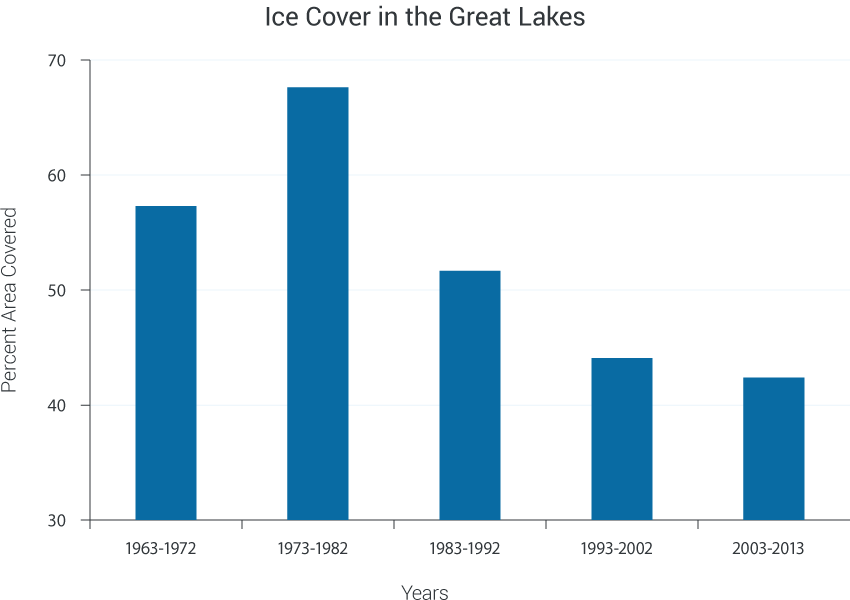 Ice Cover in the Great Lakes
70
60
50
40
30
Percent Area Covered
1963-1972 1973-1982 1983-1992 1993-2002 2003-2013
Years